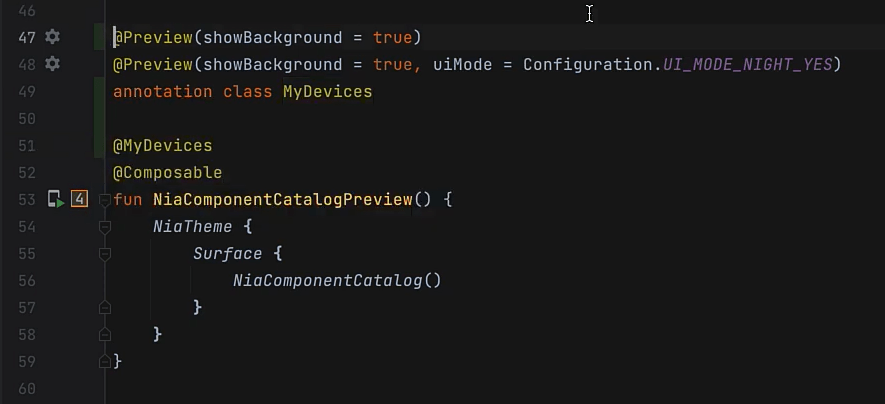 46
47 @Preview(showBackground = true)
48 @Preview(showBackground = true, uiMode = Configuration.UI_MODE_NIGHT_YES)
49 annotation class MyDevices
50
51 @MyDevices
52 @Composable
53 4 fun NiaComponentCatalogPreview() {
54 NiaTheme {
55 Surface {
56 NiaComponentCatalog()
57 }
58 }
59 }
60